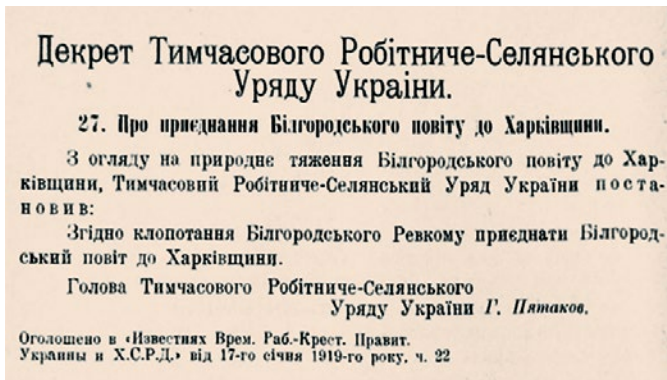 Декрет Тимчасового Робітниче-Селянського
Уряду України.
27. Про приєднання Білгородського повіту до Харківщини.
З огляду на природнє тяження Білгородського повіту до Хар-
ківщини, Тимчасовий Робітниче-Селянський Уряд України поста-
новив:
Згідно клопотання Білгородського Ревкому приєднати Білгород-
ський повіт до Харківщини.
Голова Тимчасового Робітниче-Селянського
Уряду України Г. Пятаков.
Оголошено в «Известиях Врем. Раб.-Крест. Правит.
Украины и Х.С.Р.Д.» від 17-го січня 1919-го року, ч. 22